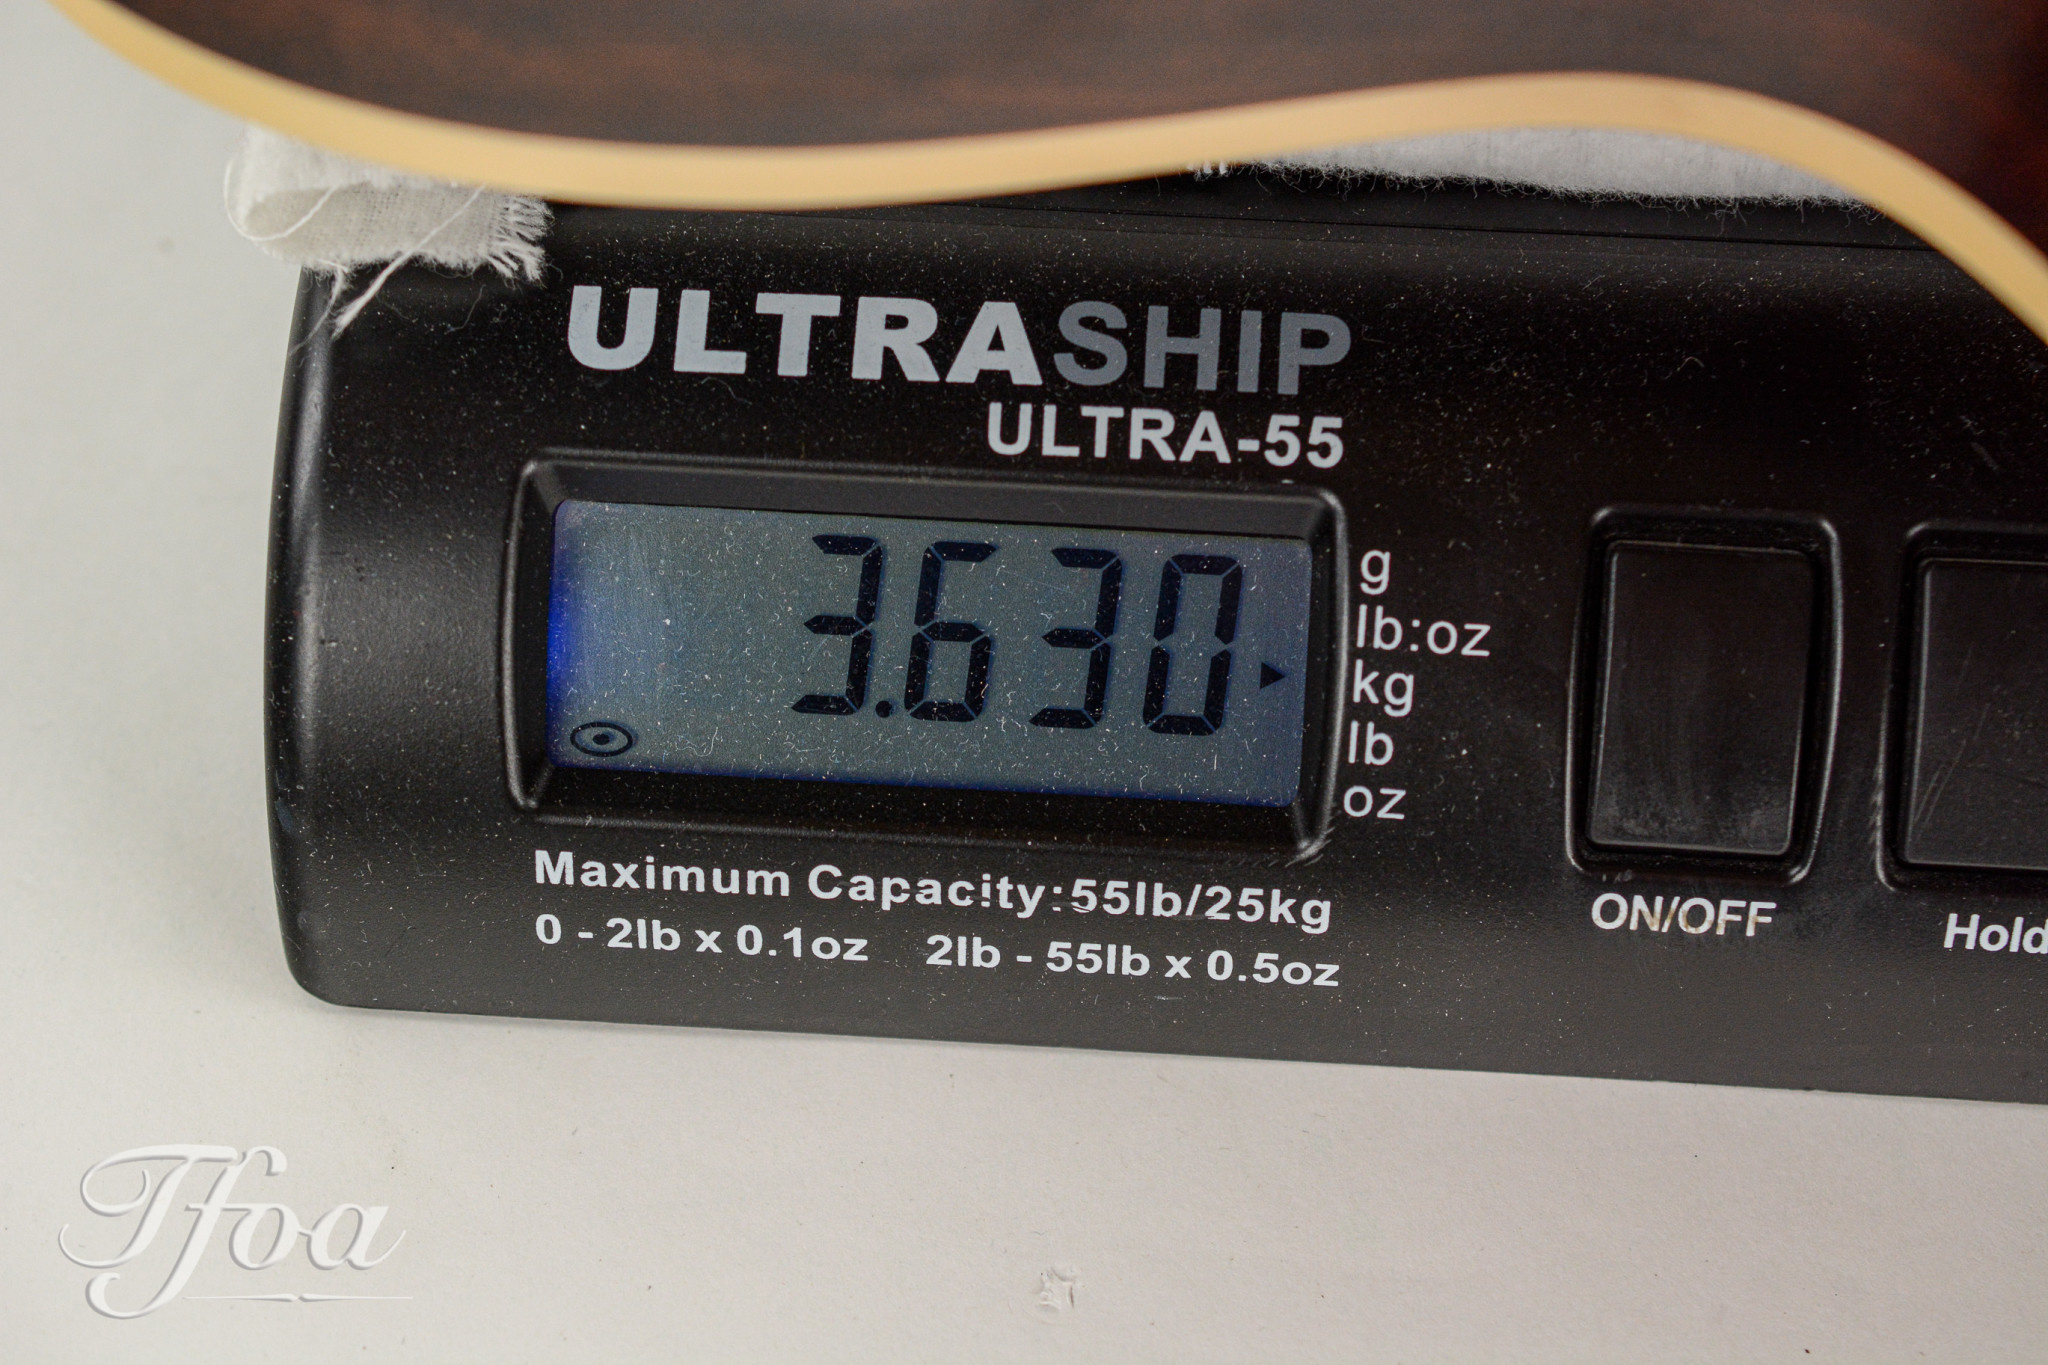 ULTRASHIP
ULTRA-55
3.630
g
lb:oz
kg
lb
oz
Maximum Capacity:55lb/25kg
0 - 2lb x 0.1oz 2lb - 55lb x 0.5oz
ON/OFF
Hold
Tfoa